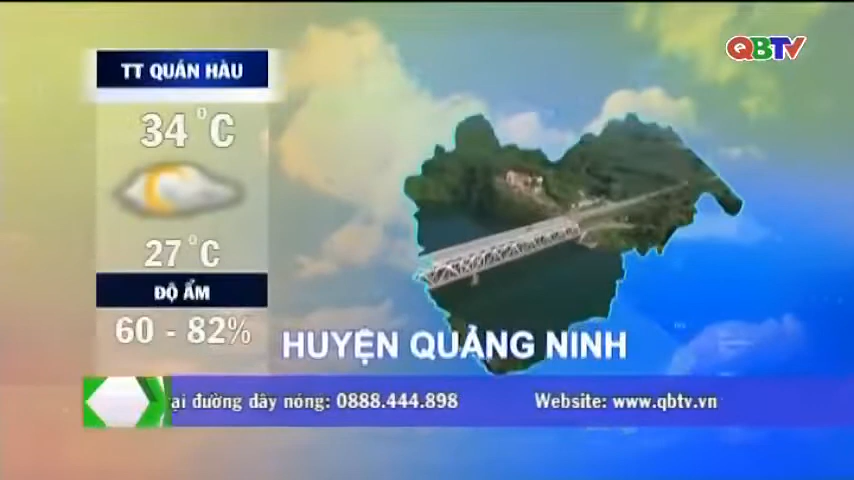 QBTV
TT QUÁN HÀU
34°C
27°C
ĐỘ ẨM
60 - 82%
HUYỆN QUẢNG NINH
đường dây nóng: 0888.444.898 Website: www.qbtv.vn